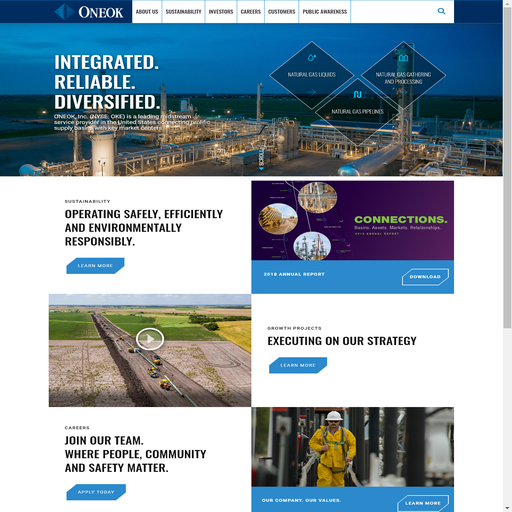 ONEOK
ABOUT US
SUSTAINABILITY
INVESTORS
CAREERS
CUSTOMERS
PUBLIC AWARENESS
INTEGRATED.
RELIABLE.
DIVERSIFIED.
ONEOK, Inc. (NYSE: OKE) is a leading midstream
service provider in the United States connecting prolific
supply basins with key market centers.
NATURAL GAS LIQUIDS
NATURAL GAS GATHERING
AND PROCESSING
NATURAL GAS PIPELINES
SCROLL
SUSTAINABILITY
OPERATING SAFELY, EFFICIENTLY
AND ENVIRONMENTALLY
RESPONSIBLY.
LEARN MORE
CONNECTIONS.
Basins. Assets. Markets. Relationships.
2018 ANNUAL REPORT
2018 ANNUAL REPORT
DOWNLOAD
GROWTH PROJECTS
EXECUTING ON OUR STRATEGY
LEARN MORE
CAREERS
JOIN OUR TEAM.
WHERE PEOPLE, COMMUNITY
AND SAFETY MATTER.
APPLY TODAY
OUR COMPANY. OUR VALUES.
LEARN MORE